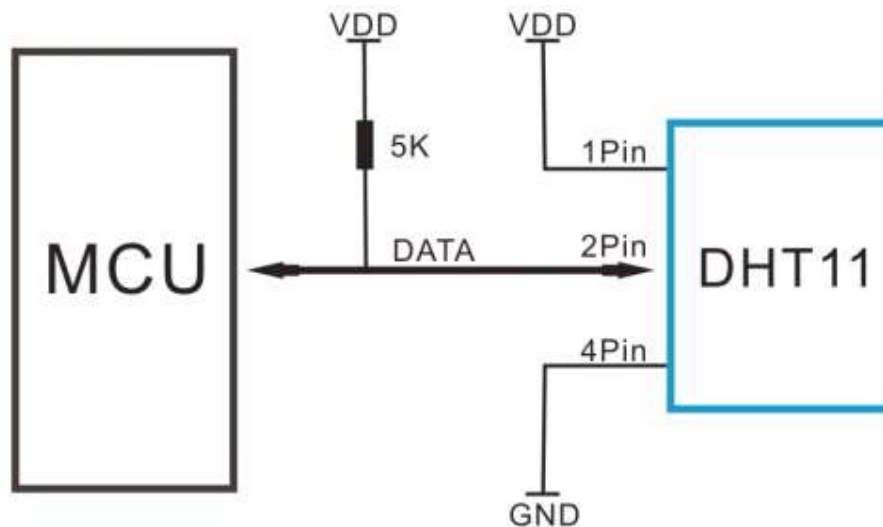 VDD
VDD
5K
1Pin
MCU
DATA
2Pin
DHT11
4Pin
GND